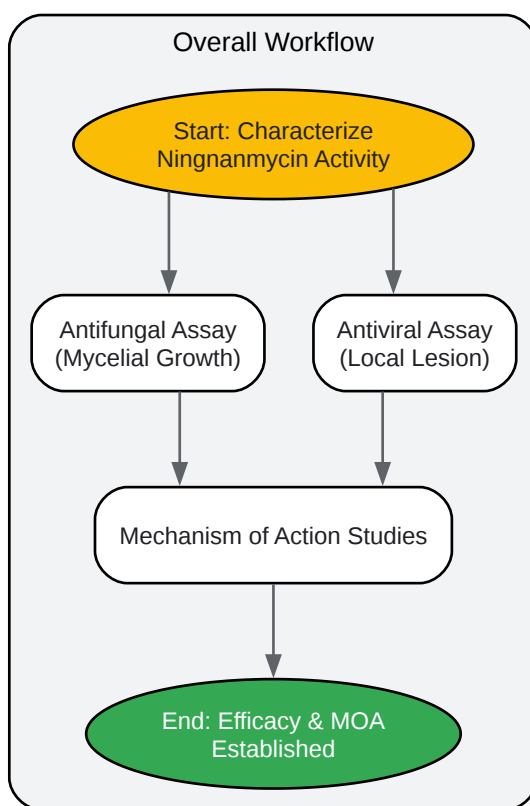 Overall Workflow
Start: Characterize
Ningnanmycin Activity
Antifungal Assay
(Mycelial Growth)
Antiviral Assay
(Local Lesion)
Mechanism of Action Studies
End: Efficacy & MOA
Established